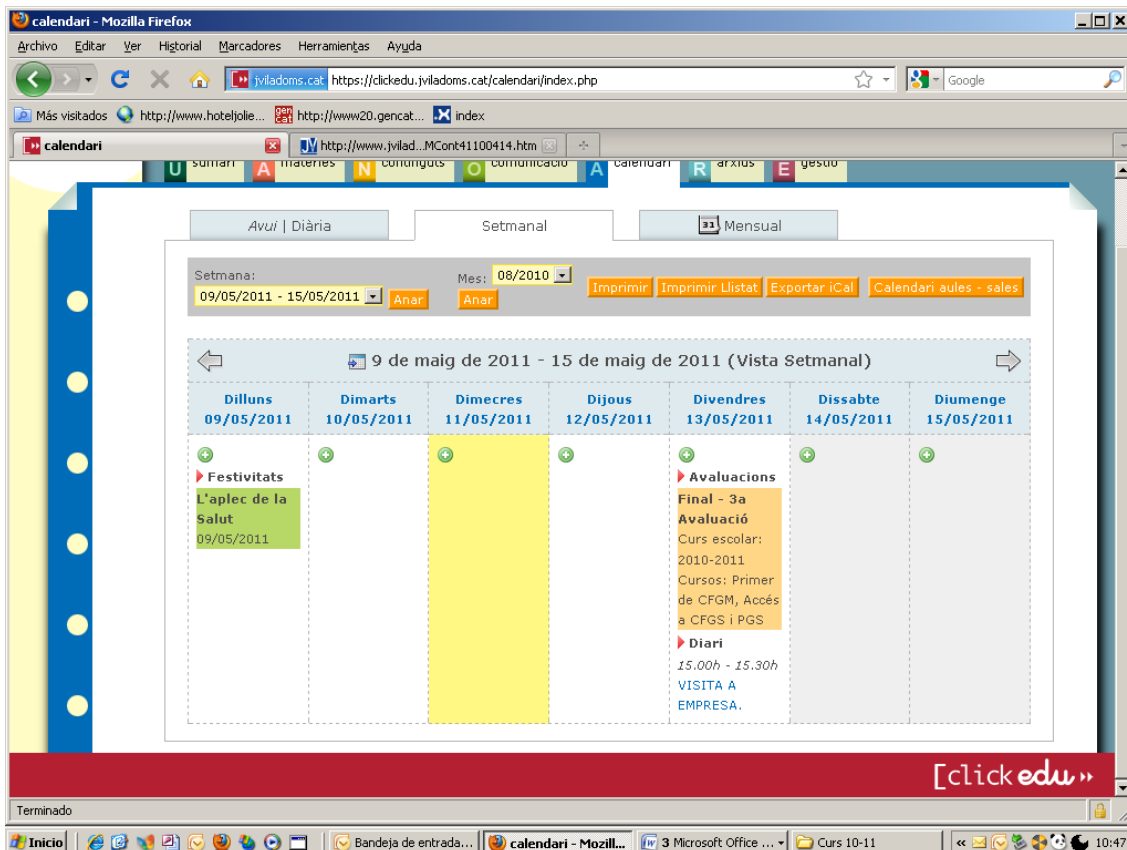 calendari - Mozilla Firefox
Archivo Editar Ver Historial Marcadores Herramientas Ayuda
jviladoms.cat https://clickedu.jviladoms.cat/calendari/index.php Google
Más visitados http://www.hoteljolie... http://www20.gencat... index
calendari http://www.jvilad...MCont41100414.htm
U sumari A matèries N continguts O comunicació A calendari R arxius E gestió
Avui | Diària Setmanal 31 Mensual
Setmana: Mes: 08/2010
09/05/2011 - 15/05/2011 Anar Anar Imprimir Imprimir Llistat Exportar iCal Calendari aules - sales
9 de maig de 2011 - 15 de maig de 2011 (Vista Setmanal)
Dilluns Dimarts Dimecres Dijous Divendres Dissabte Diumenge
09/05/2011 10/05/2011 11/05/2011 12/05/2011 13/05/2011 14/05/2011 15/05/2011
Festivitats
L'aplec de la
Salut
09/05/2011
Avaluacions
Final - 3a
Avaluació
Curs escolar:
2010-2011
Cursos: Primer
de CFGM, Accés
a CFGS i PGS
Diari
15.00h - 15.30h
VISITA A
EMPRESA.
[clickedu»
Terminado
Inicio Bandeja de entrada... calendari - Mozill... 3 Microsoft Office ... Curs 10-11 « 10:47